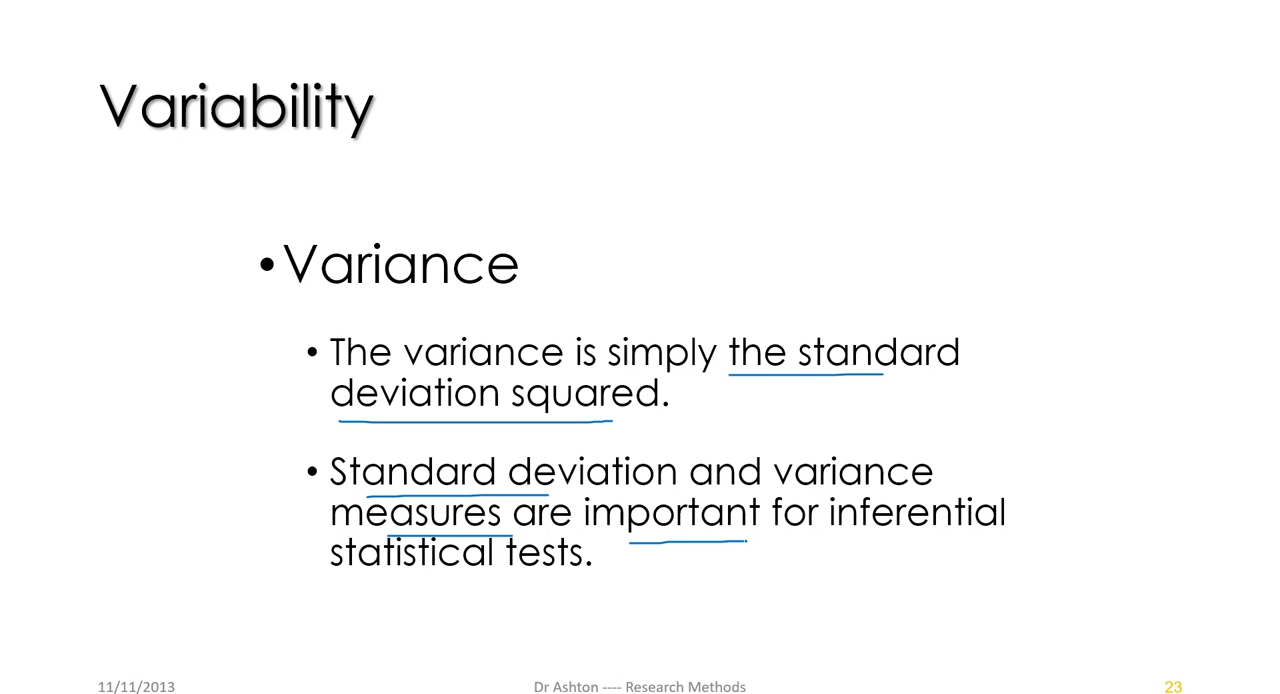 Variability
• Variance
• The variance is simply the standard
deviation squared.
• Standard deviation and variance
measures are important for inferential
statistical tests.
11/11/2013
Dr Ashton ---- Research Methods
23